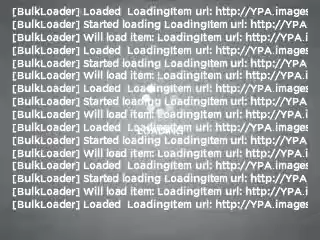 [BulkLoader] Loaded  LoadingItem url: http://YPA.images
[BulkLoader] Started loading LoadingItem url: http://YPA
[BulkLoader] Will load item: LoadingItem url: http://YPA.i
[BulkLoader] Loaded  LoadingItem url: http://YPA.images
[BulkLoader] Started loading LoadingItem url: http://YPA
[BulkLoader] Will load item: LoadingItem url: http://YPA.i
[BulkLoader] Loaded  LoadingItem url: http://YPA.images
[BulkLoader] Started loading LoadingItem url: http://YPA
[BulkLoader] Will load item: LoadingItem url: http://YPA.i
[BulkLoader] Loaded  LoadingItem url: http://YPA.images
LOADING
[BulkLoader] Started loading LoadingItem url: http://YPA
[BulkLoader] Will load item: LoadingItem url: http://YPA.i
[BulkLoader] Loaded  LoadingItem url: http://YPA.images
[BulkLoader] Started loading LoadingItem url: http://YPA
[BulkLoader] Will load item: LoadingItem url: http://YPA.i
[BulkLoader] Loaded  LoadingItem url: http://YPA.images